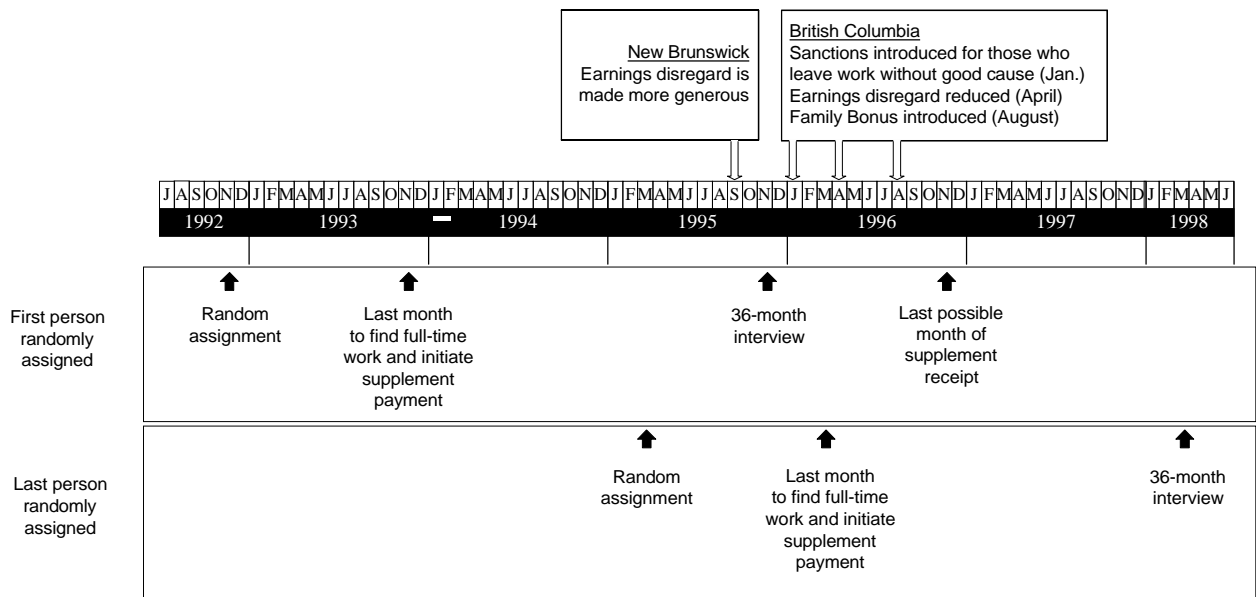 New Brunswick
Earnings disregard is
made more generous
British Columbia
Sanctions introduced for those who
leave work without good cause (Jan.)
Earnings disregard reduced (April)
Family Bonus introduced (August)
J A S O N D J F M A M J J A S O N D J F M A M J J A S O N D J F M A M J J A S O N D J F M A M J J A S O N D J F M A M J J A S O N D J F M A M J
1992 1993 1994 1995 1996 1997 1998
First person
randomly
assigned
Random
assignment
Last month
to find full-time
work and initiate
supplement
payment
36-month
interview
Last possible
month of
supplement
receipt
Last person
randomly
assigned
Random
assignment
Last month
to find full-time
work and initiate
supplement
payment
36-month
interview